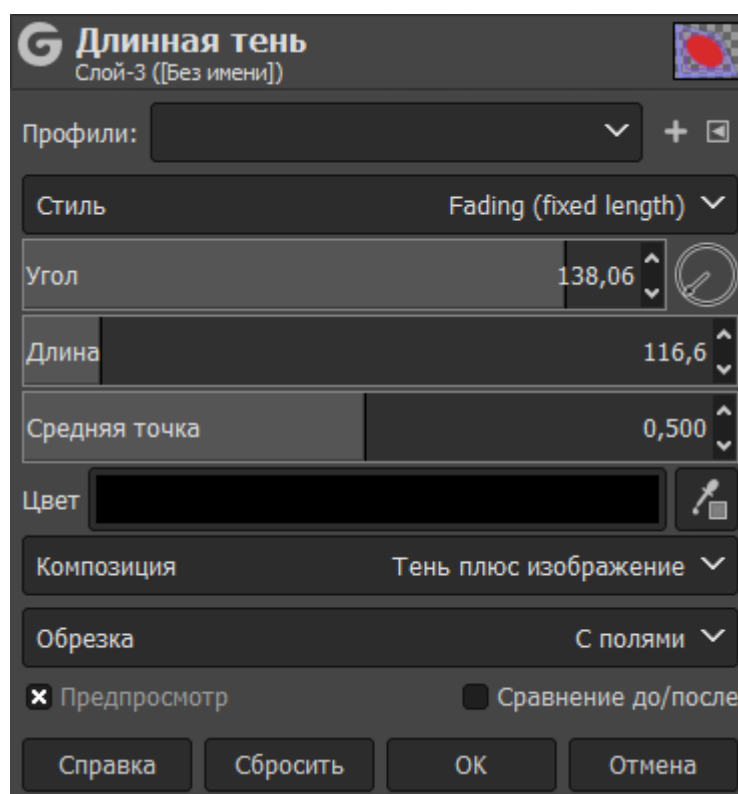 Длинная тень
Слой-3 ([Без имени])
Профили:
Стиль Fading (fixed length)
Угол 138,06
Длина 116,6
Средняя точка 0,500
Цвет
Композиция Тень плюс изображение
Обрезка С полями
Предпросмотр Сравнение до/после
Справка Сбросить OK Отмена